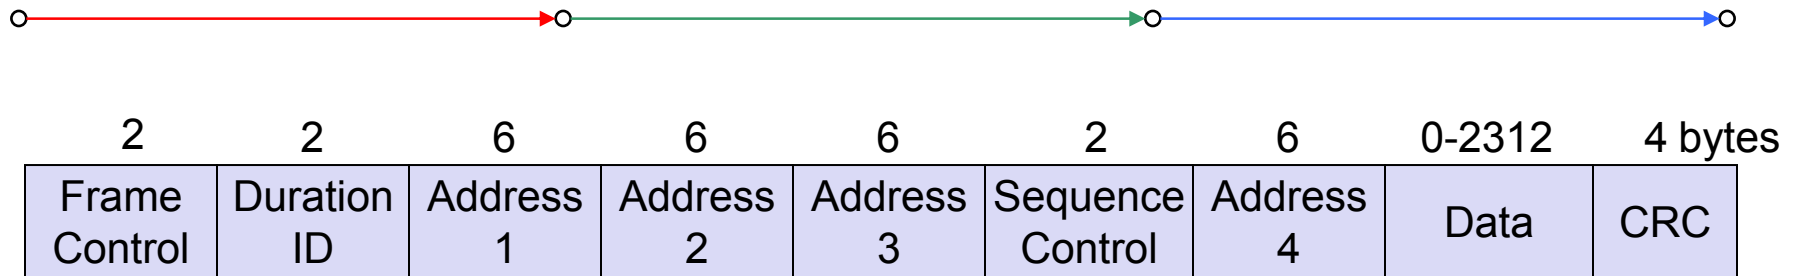 2 2 6 6 6 2 6 0-2312 4 bytes
Frame Duration Address Address Address Sequence Address Data CRC
Control ID 1 2 3 Control 4